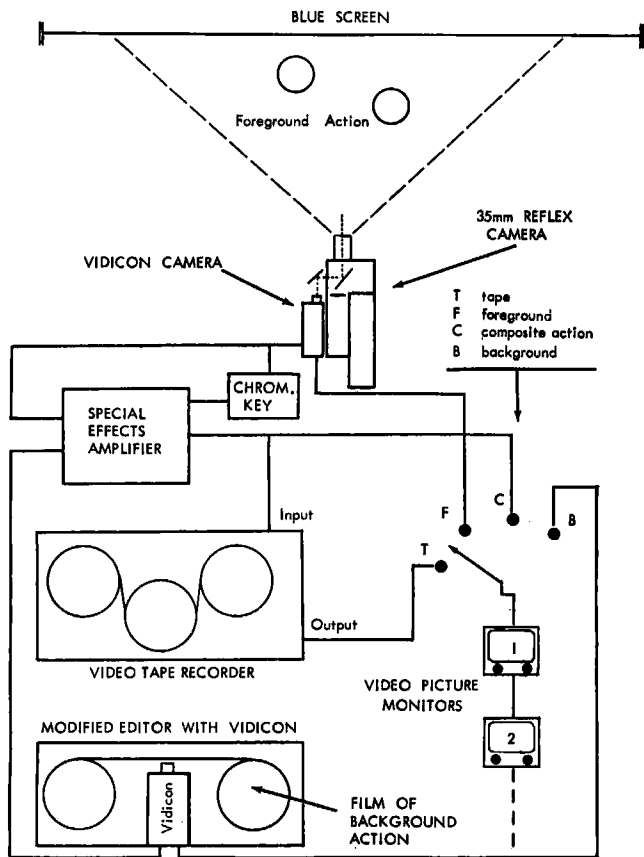 BLUE SCREEN
Foreground Action
35mm REFLEX
CAMERA
VIDICON CAMERA
T tape
F foreground
C composite action
B background
CHROM.
KEY
SPECIAL
EFFECTS
AMPLIFIER
Input
F
C
B
T
Output
VIDEO TAPE RECORDER
1
VIDEO PICTURE
MONITORS
2
MODIFIED EDITOR WITH VIDICON
Vidicon
FILM OF
BACKGROUND
ACTION